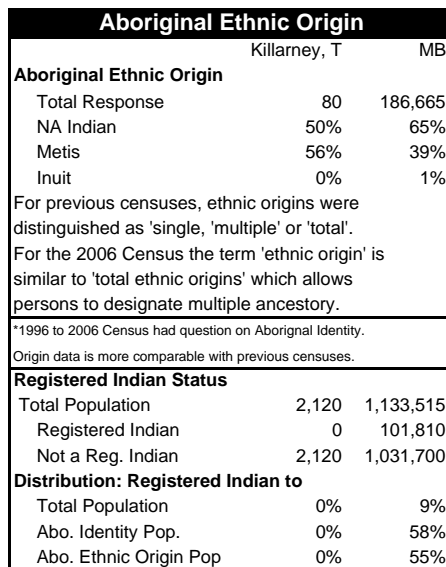 Aboriginal Ethnic Origin
Killarney, T MB
Aboriginal Ethnic Origin
Total Response 80 186,665
NA Indian 50% 65%
Metis 56% 39%
Inuit 0% 1%
For previous censuses, ethnic origins were
distinguished as 'single, 'multiple' or 'total'.
For the 2006 Census the term 'ethnic origin' is
similar to 'total ethnic origins' which allows
persons to designate multiple ancestory.
*1996 to 2006 Census had question on Aborignal Identity.
Origin data is more comparable with previous censuses.
Registered Indian Status
Total Population 2,120 1,133,515
Registered Indian 0 101,810
Not a Reg. Indian 2,120 1,031,700
Distribution: Registered Indian to
Total Population 0% 9%
Abo. Identity Pop. 0% 58%
Abo. Ethnic Origin Pop 0% 55%